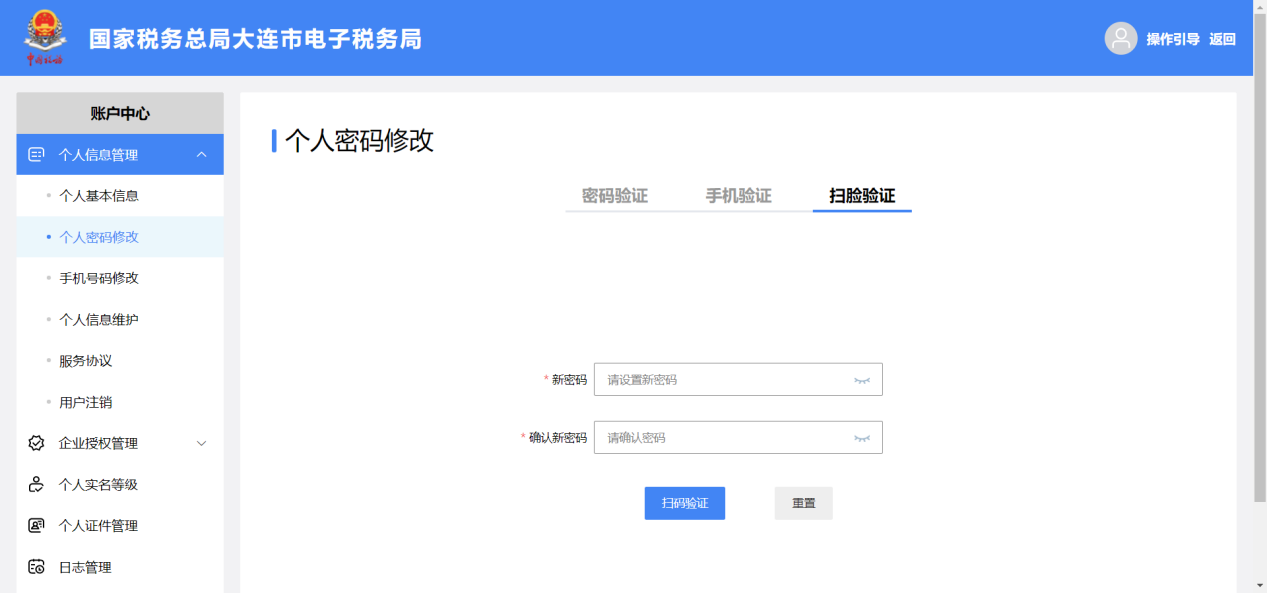 国家税务总局大连市电子税务局
操作引导 返回
账户中心
个人信息管理
个人基本信息
个人密码修改
手机号码修改
个人信息维护
服务协议
用户注销
企业授权管理
个人实名等级
个人证件管理
日志管理
个人密码修改
密码验证 手机验证 扫脸验证
* 新密码 请设置新密码
* 确认新密码 请确认密码
扫码验证 重置